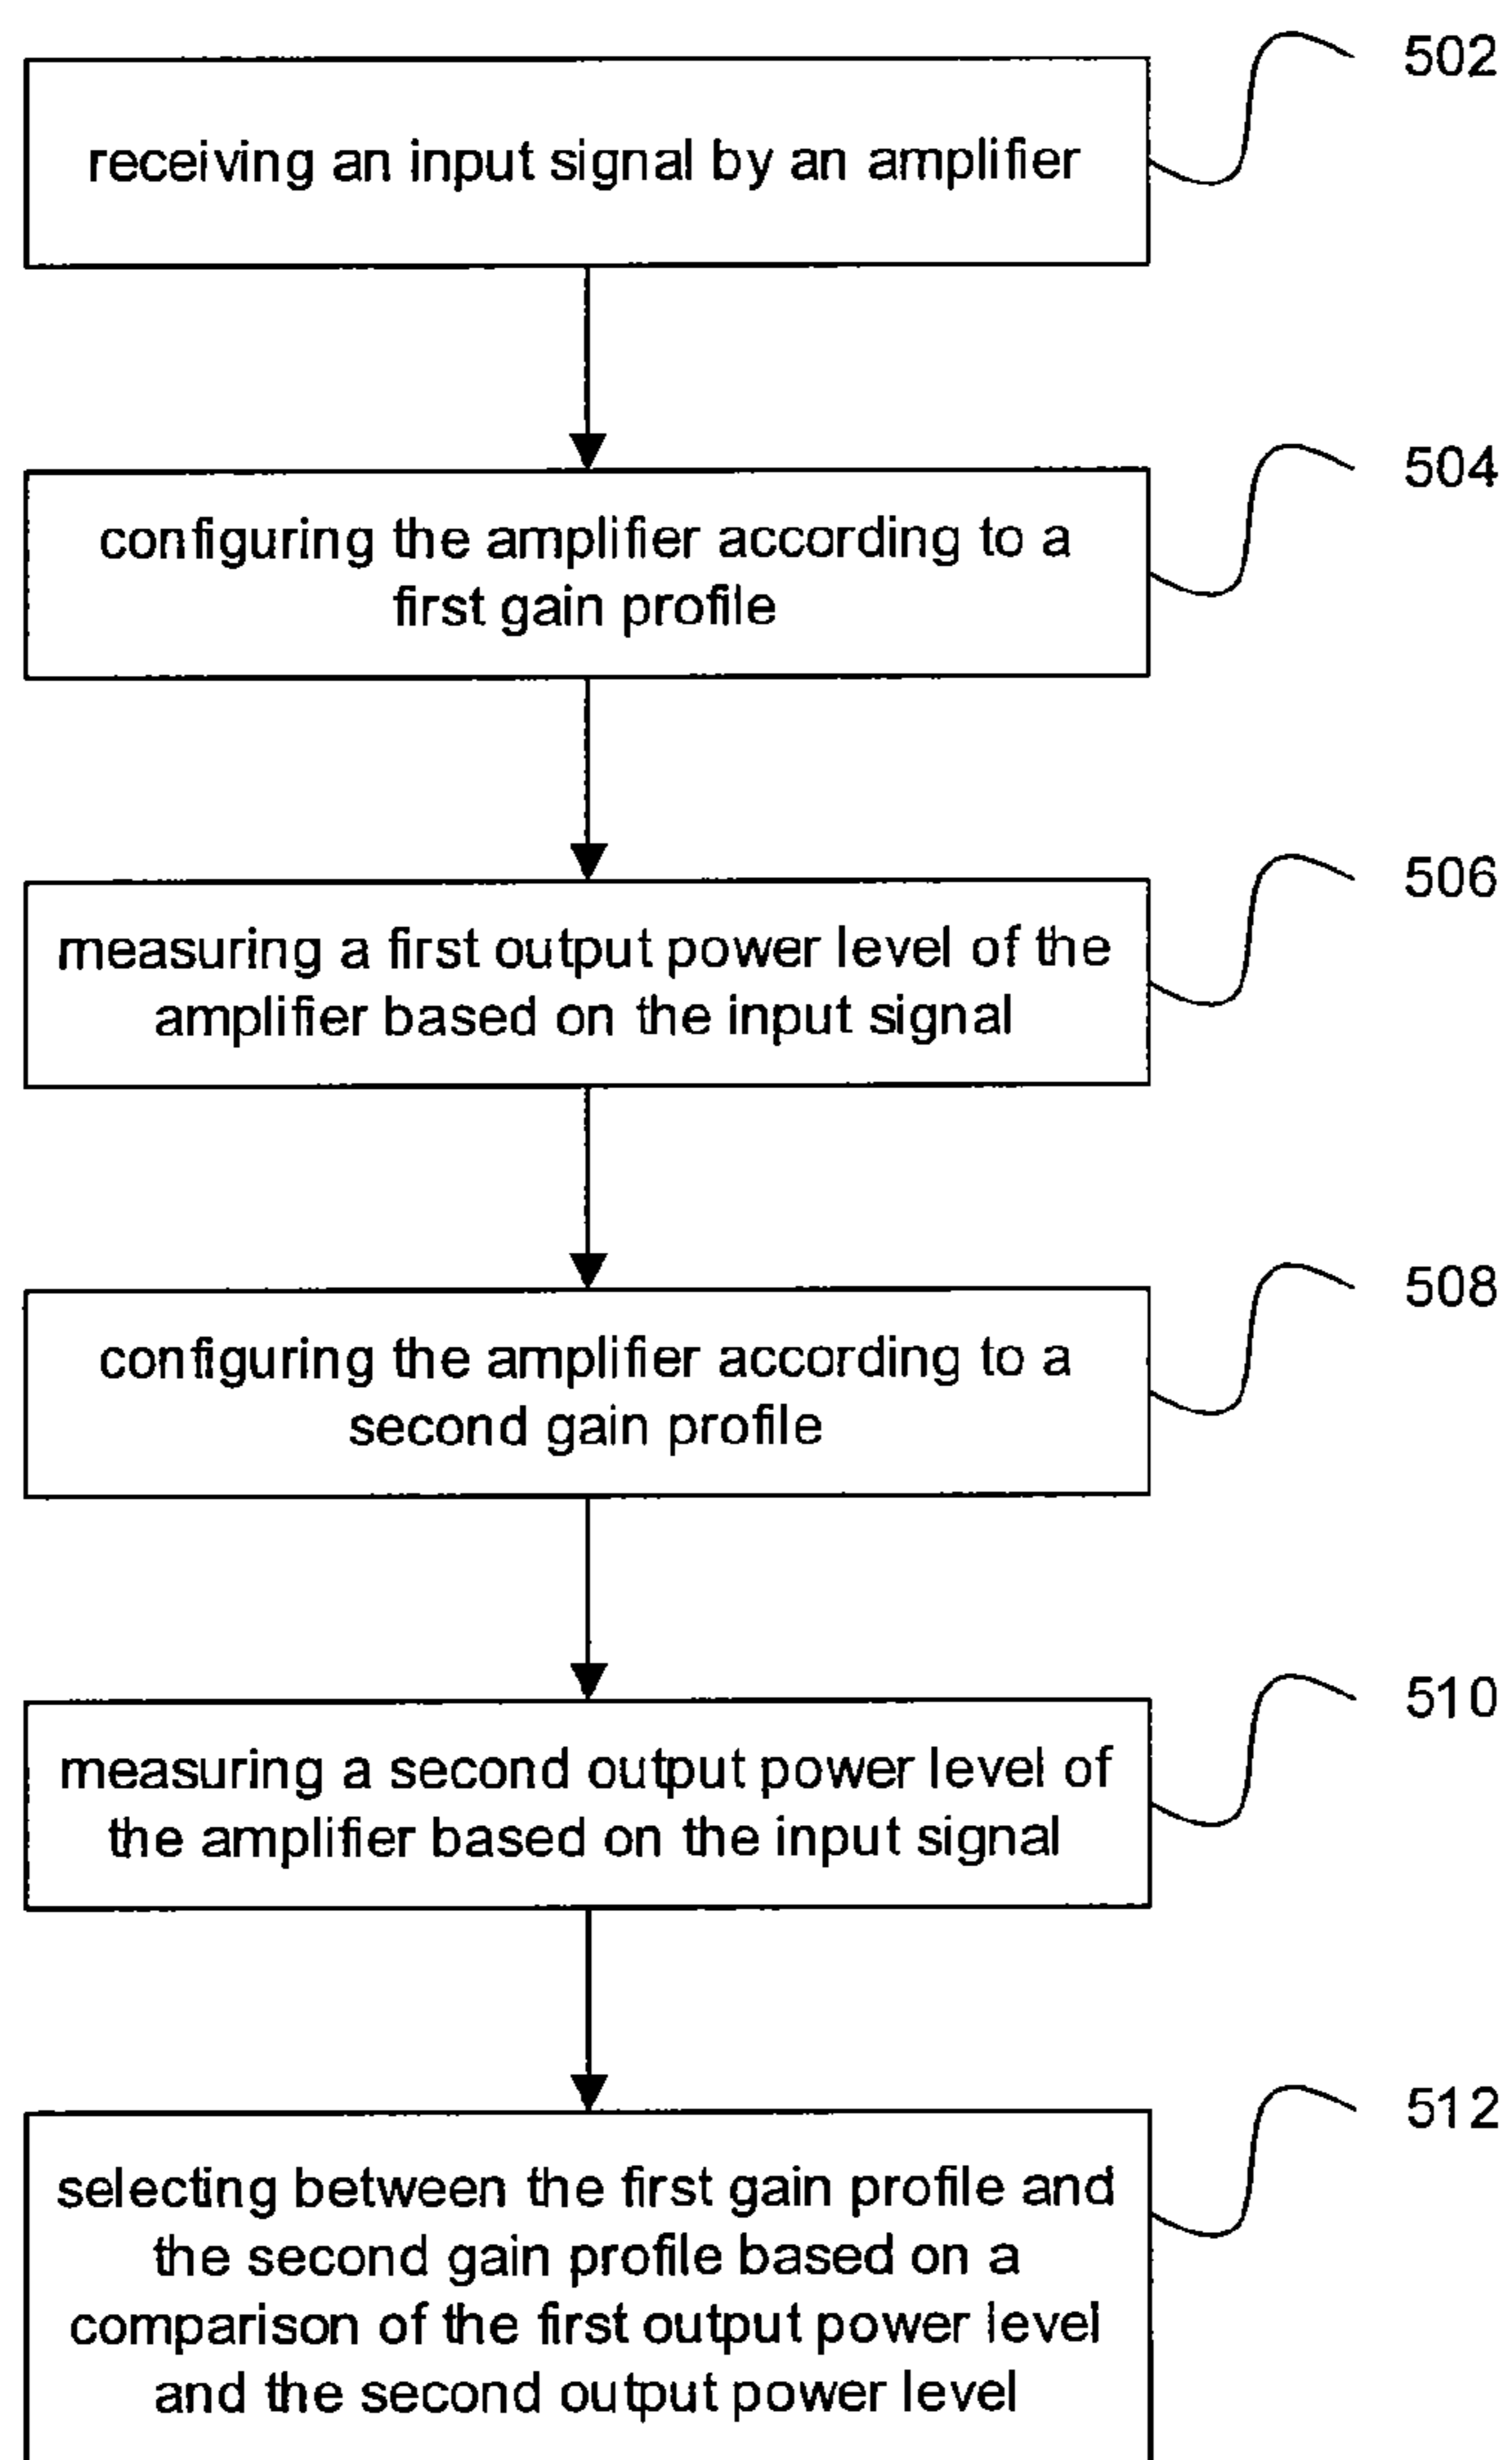 502
receiving an input signal by an amplifier
504
configuring the amplifier according to a
first gain profile
506
measuring a first output power level of the
amplifier based on the input signal
508
configuring the amplifier according to a
second gain profile
510
measuring a second output power level of
the amplifier based on the input signal
512
selecting between the first gain profile and
the second gain profile based on a
comparison of the first output power level
and the second output power level